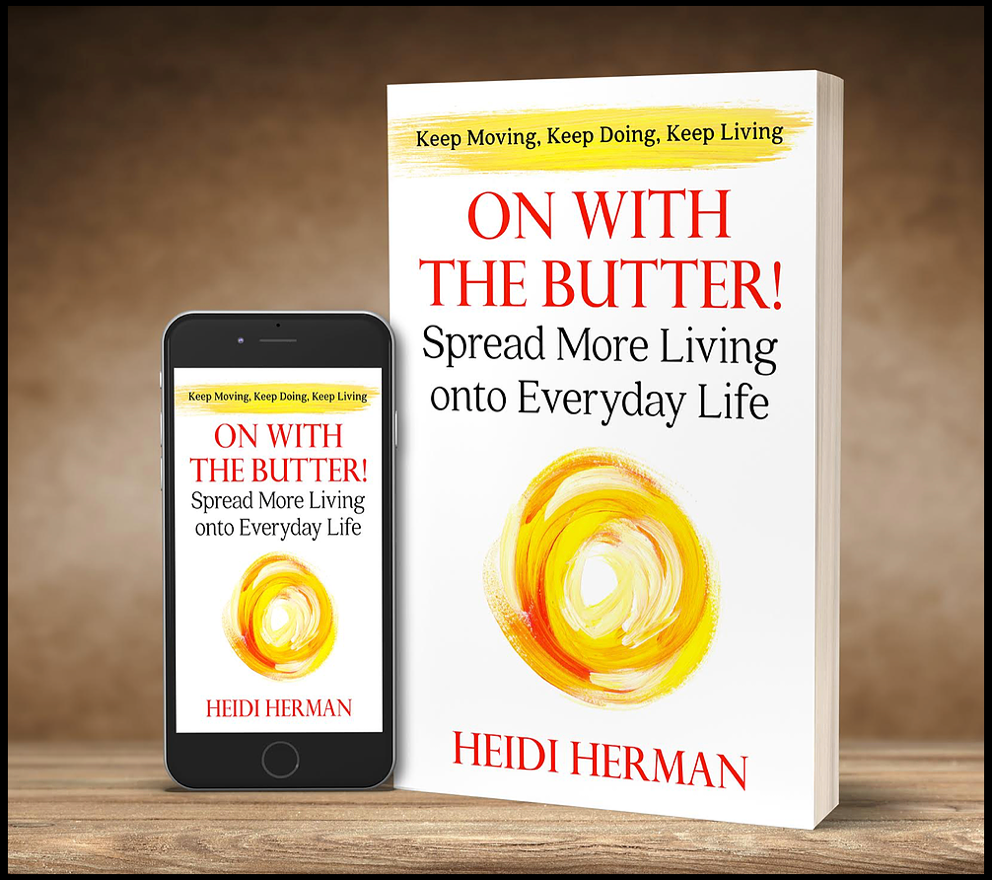 Keep Moving, Keep Doing, Keep Living
ON WITH
THE BUTTER!
Spread More Living
onto Everyday Life
HEIDI HERMAN
Keep Moving, Keep Doing, Keep Living
ON WITH
THE BUTTER!
Spread More Living
onto Everyday Life
HEIDI HERMAN